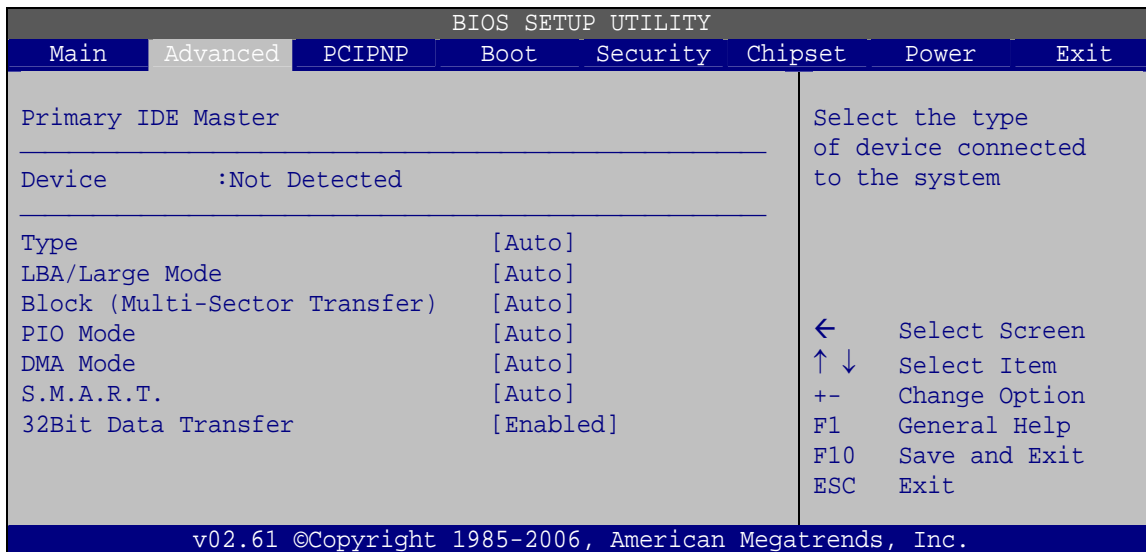 BIOS SETUP UTILITY
Main Advanced PCIPNP Boot Security Chipset Power Exit
Primary IDE Master
Device :Not Detected
Type [Auto]
LBA/Large Mode [Auto]
Block (Multi-Sector Transfer) [Auto]
PIO Mode [Auto]
DMA Mode [Auto]
S.M.A.R.T. [Auto]
32Bit Data Transfer [Enabled]
Select the type
of device connected
to the system
← Select Screen
↑ ↓ Select Item
+- Change Option
F1 General Help
F10 Save and Exit
ESC Exit
v02.61 ©Copyright 1985-2006, American Megatrends, Inc.